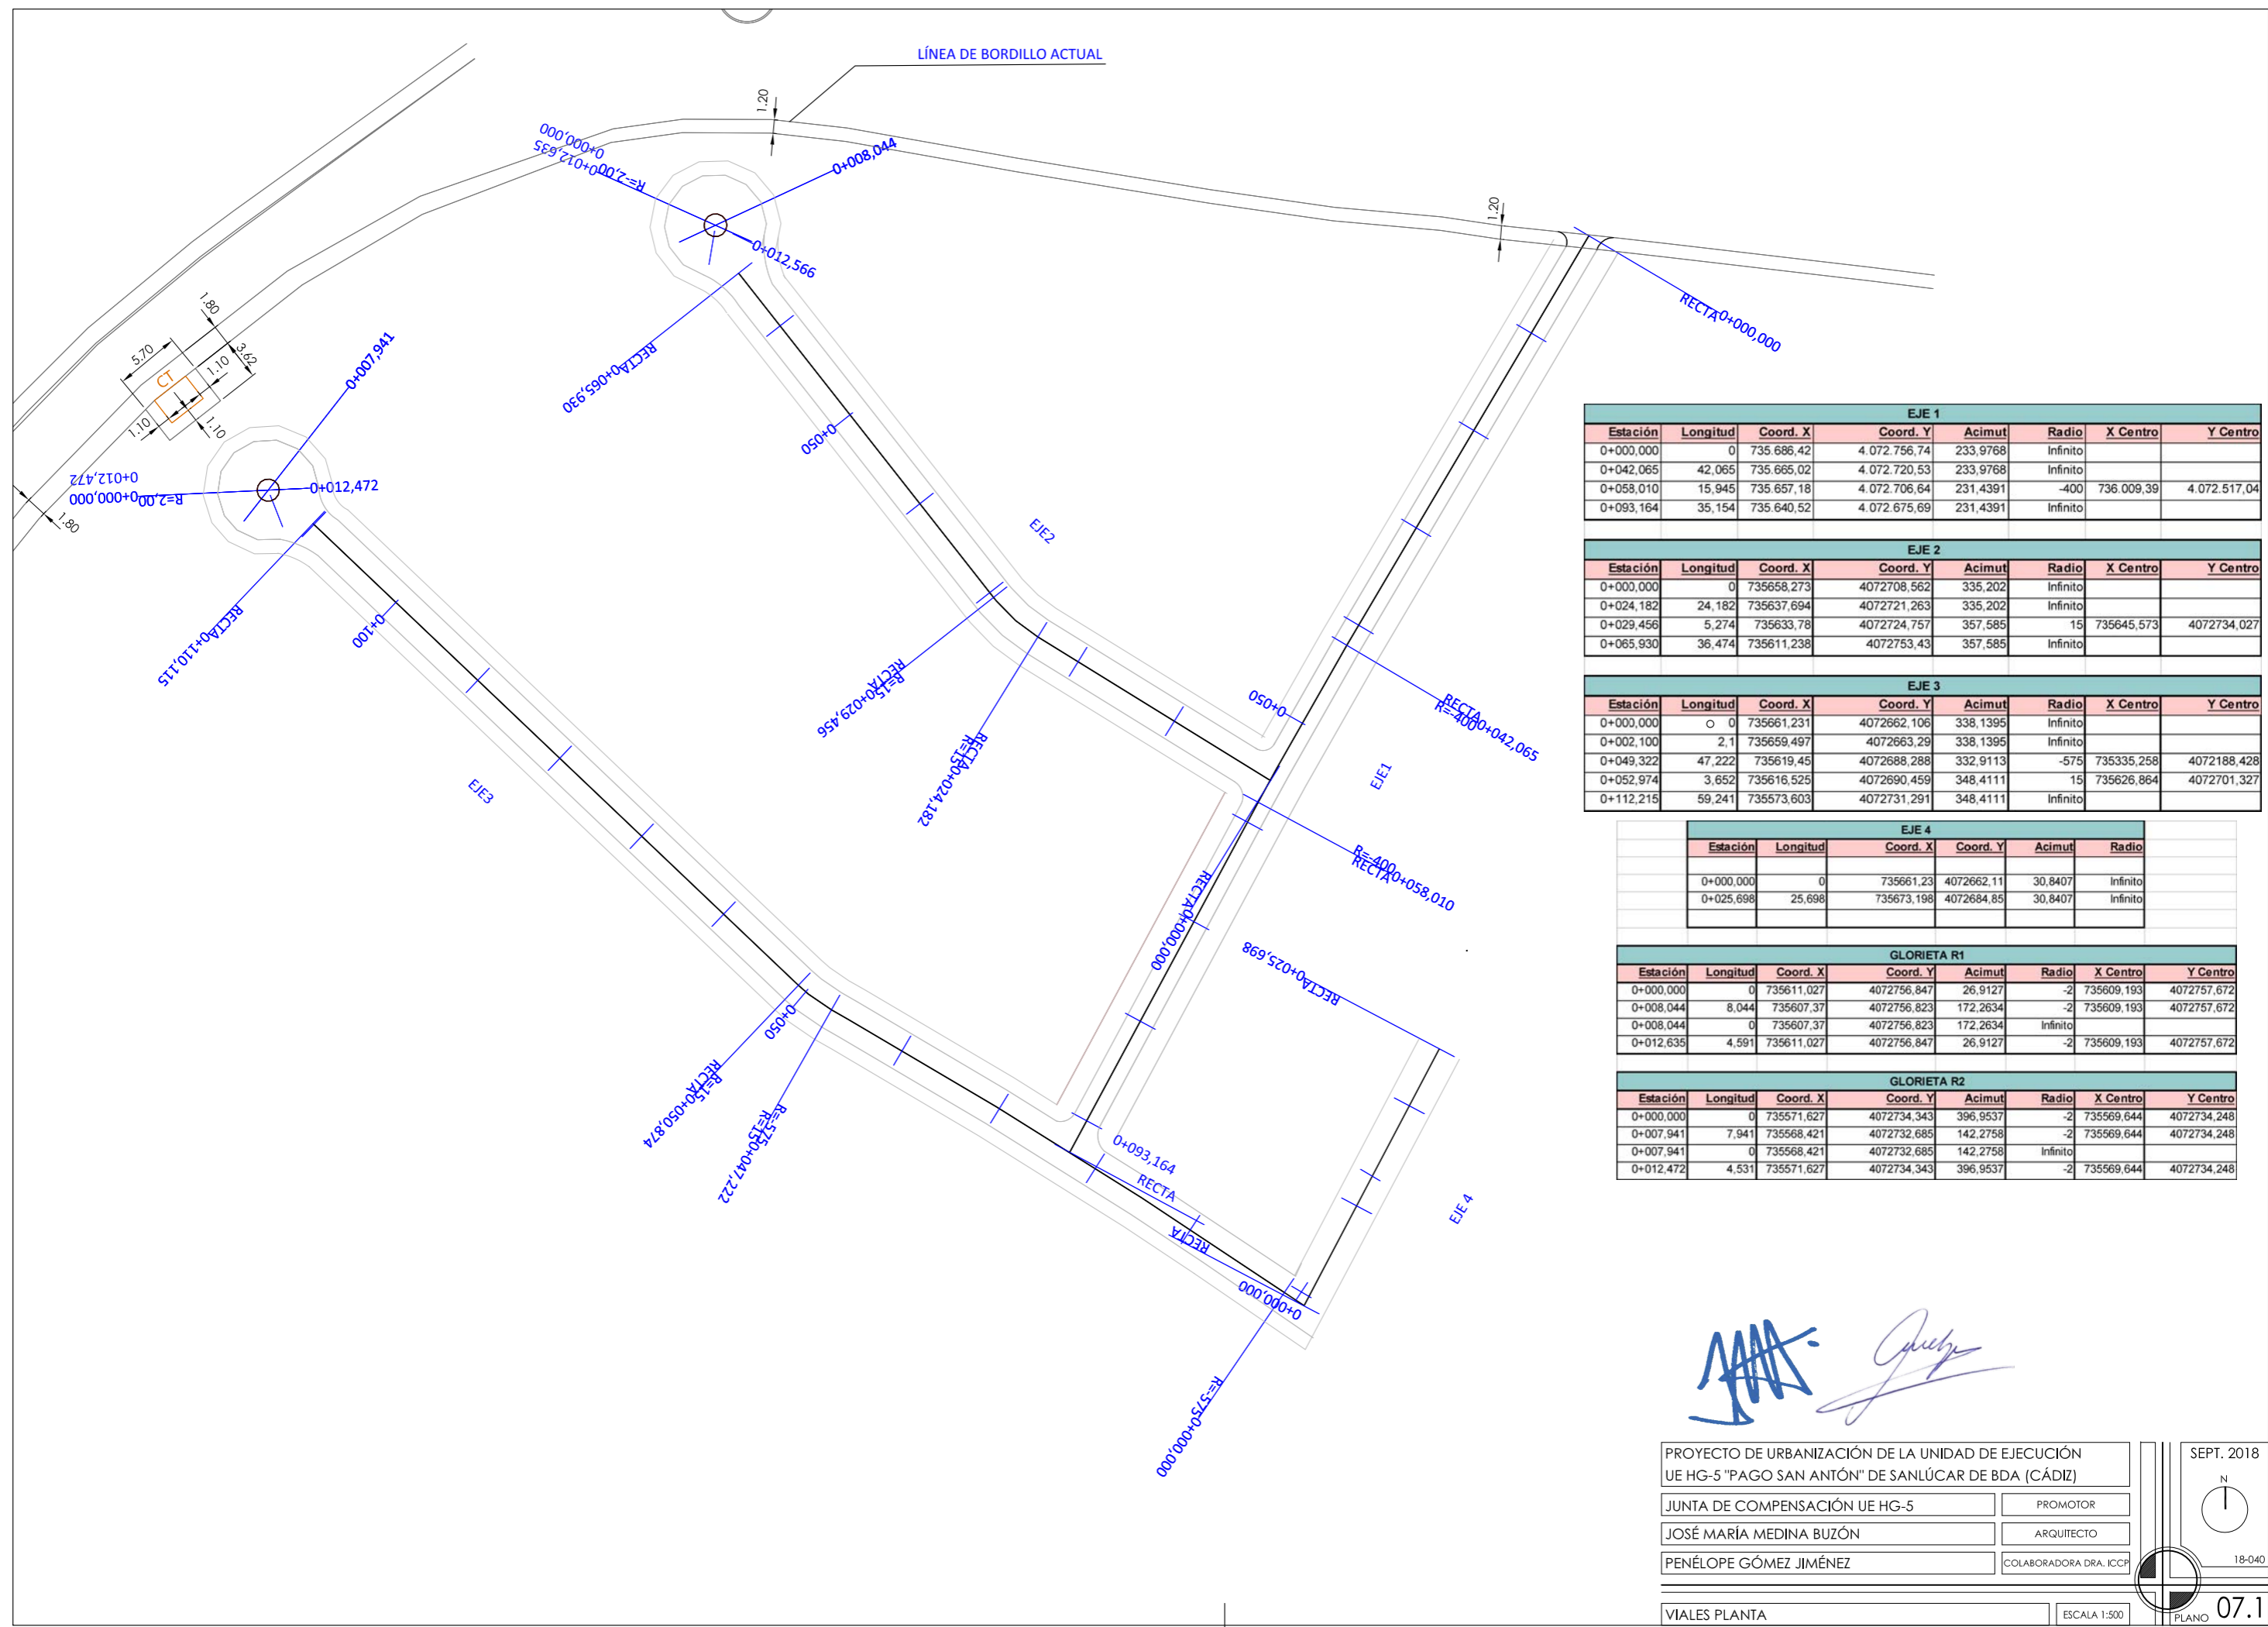 LÍNEA DE BORDILLO ACTUAL
1.20
0+000,000
0+012,635
R=-2,00
0+008,044
0+012,566
1.20
RECTA
0+000,000
1.80
5.70
3.62
CT
1.10
1.10
1.10
0+007,941
RECTA
0+065,930
0+050
0+012,472
0+000,000
R=2,00
0+012,472
1.80
EJE2
RECTA
0+110,115
0+100
RECTA
R=15
0+029,456
RECTA
R=15
0+024,182
0+050
RECTA
R=-400
0+042,065
EJE1
EJE3
R=-400
RECTA
0+058,010
RECTA
0+000,000
RECTA
0+025,698
0+050
RECTA
R=15
0+050,874
R=-575
R=15
0+047,222
0+093,164
RECTA
RECTA
EJE 4
0+000,000
R=-575
0+000,000
EJE 1
Estación Longitud Coord. X Coord. Y Acimut Radio X Centro Y Centro
0+000,000 0 735.686,42 4.072.756,74 233,9768 Infinito
0+042,065 42,065 735.665,02 4.072.720,53 233,9768 Infinito
0+058,010 15,945 735.657,18 4.072.706,64 231,4391 -400 736.009,39 4.072.517,04
0+093,164 35,154 735.640,52 4.072.675,69 231,4391 Infinito
EJE 2
Estación Longitud Coord. X Coord. Y Acimut Radio X Centro Y Centro
0+000,000 0 735658,273 4072708,562 335,202 Infinito
0+024,182 24,182 735637,694 4072721,263 335,202 Infinito
0+029,456 5,274 735633,78 4072724,757 357,585 15 735645,573 4072734,027
0+065,930 36,474 735611,238 4072753,43 357,585 Infinito
EJE 3
Estación Longitud Coord. X Coord. Y Acimut Radio X Centro Y Centro
0+000,000 0 735661,231 4072662,106 338,1395 Infinito
0+002,100 2,1 735659,497 4072663,29 338,1395 Infinito
0+049,322 47,222 735619,45 4072688,288 332,9113 -575 735335,258 4072188,428
0+052,974 3,652 735616,525 4072690,459 348,4111 15 735626,864 4072701,327
0+112,215 59,241 735573,603 4072731,291 348,4111 Infinito
EJE 4
Estación Longitud Coord. X Coord. Y Acimut Radio
0+000,000 0 735661,23 4072662,11 30,8407 Infinito
0+025,698 25,698 735673,198 4072684,85 30,8407 Infinito
GLORIETA R1
Estación Longitud Coord. X Coord. Y Acimut Radio X Centro Y Centro
0+000,000 0 735611,027 4072756,847 26,9127 -2 735609,193 4072757,672
0+008,044 8,044 735607,37 4072756,823 172,2634 -2 735609,193 4072757,672
0+008,044 0 735607,37 4072756,823 172,2634 Infinito
0+012,635 4,591 735611,027 4072756,847 26,9127 -2 735609,193 4072757,672
GLORIETA R2
Estación Longitud Coord. X Coord. Y Acimut Radio X Centro Y Centro
0+000,000 0 735571,627 4072734,343 396,9537 -2 735569,644 4072734,248
0+007,941 7,941 735568,421 4072732,685 142,2758 -2 735569,644 4072734,248
0+007,941 0 735568,421 4072732,685 142,2758 Infinito
0+012,472 4,531 735571,627 4072734,343 396,9537 -2 735569,644 4072734,248
PROYECTO DE URBANIZACIÓN DE LA UNIDAD DE EJECUCIÓN
UE HG-5 "PAGO SAN ANTÓN" DE SANLÚCAR DE BDA (CÁDIZ)
JUNTA DE COMPENSACIÓN UE HG-5 PROMOTOR
JOSÉ MARÍA MEDINA BUZÓN ARQUITECTO
PENÉLOPE GÓMEZ JIMÉNEZ COLABORADORA DRA. ICCP
VIALES PLANTA ESCALA 1:500
SEPT. 2018
N
18-040
PLANO 07.1